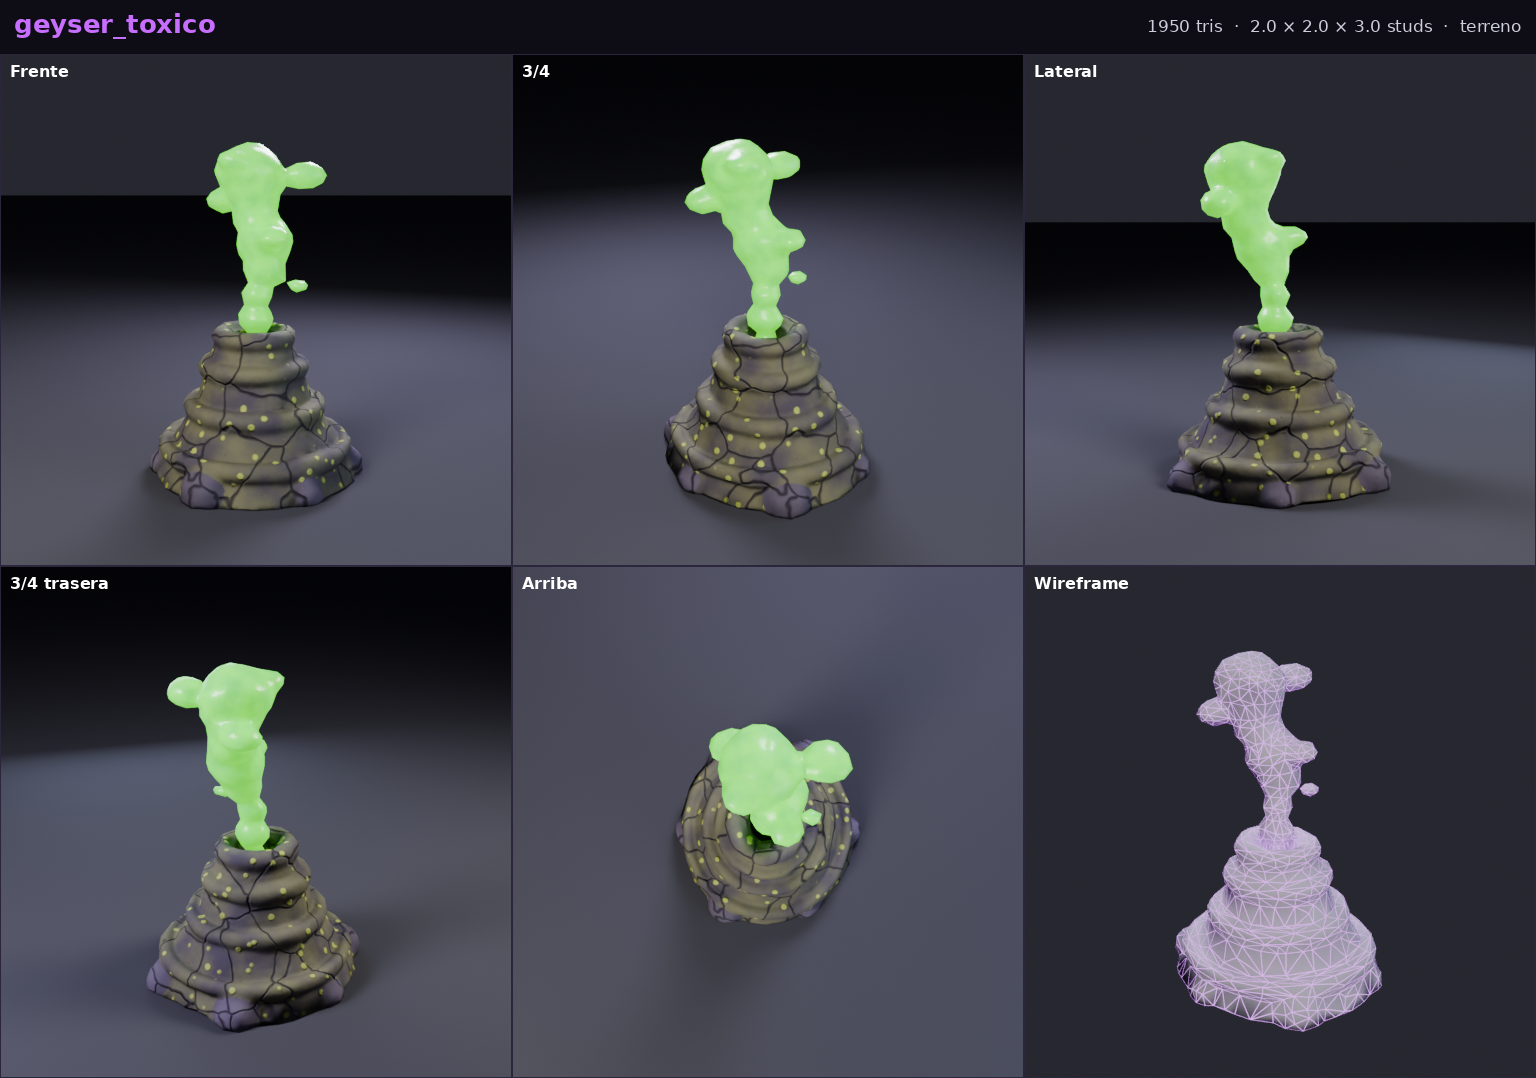 geyser_toxico
1950 tris · 2.0 × 2.0 × 3.0 studs · terreno
Frente
3/4
Lateral
3/4 trasera
Arriba
Wireframe